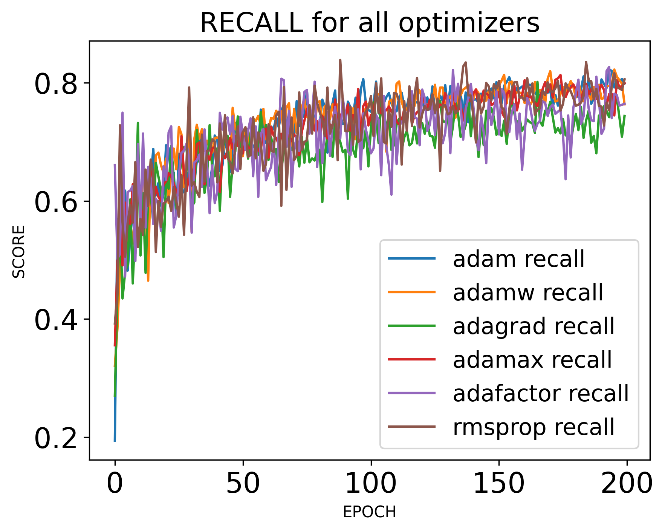 RECALL for all optimizers
0.8
0.6
0.4
0.2
SCORE
adam recall
adamw recall
adagrad recall
adamax recall
adafactor recall
rmsprop recall
0 50 100 150 200
EPOCH